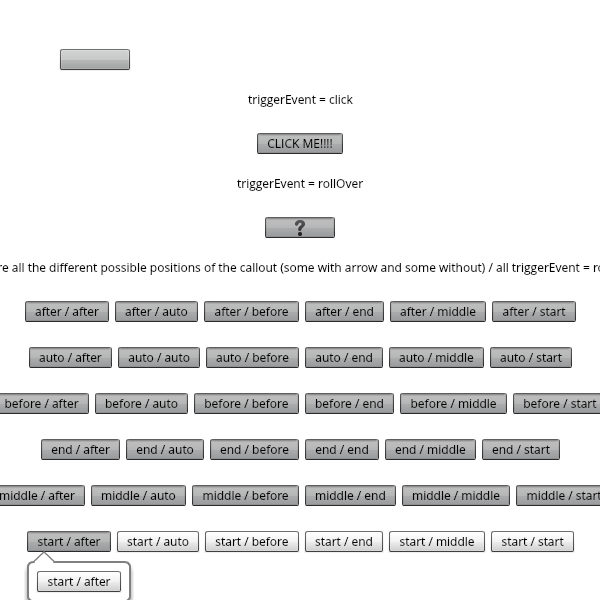 triggerEvent = click
CLICK ME!!!!
triggerEvent = rollOver
?
all the different possible positions of the callout (some with arrow and some without) / all triggerEvent =
after / after after / auto after / before after / end after / middle after / start
auto / after auto / auto auto / before auto / end auto / middle auto / start
before / after before / auto before / before before / end before / middle before / start
end / after end / auto end / before end / end end / middle end / start
middle / after middle / auto middle / before middle / end middle / middle middle / start
start / after start / auto start / before start / end start / middle start / start
start / after